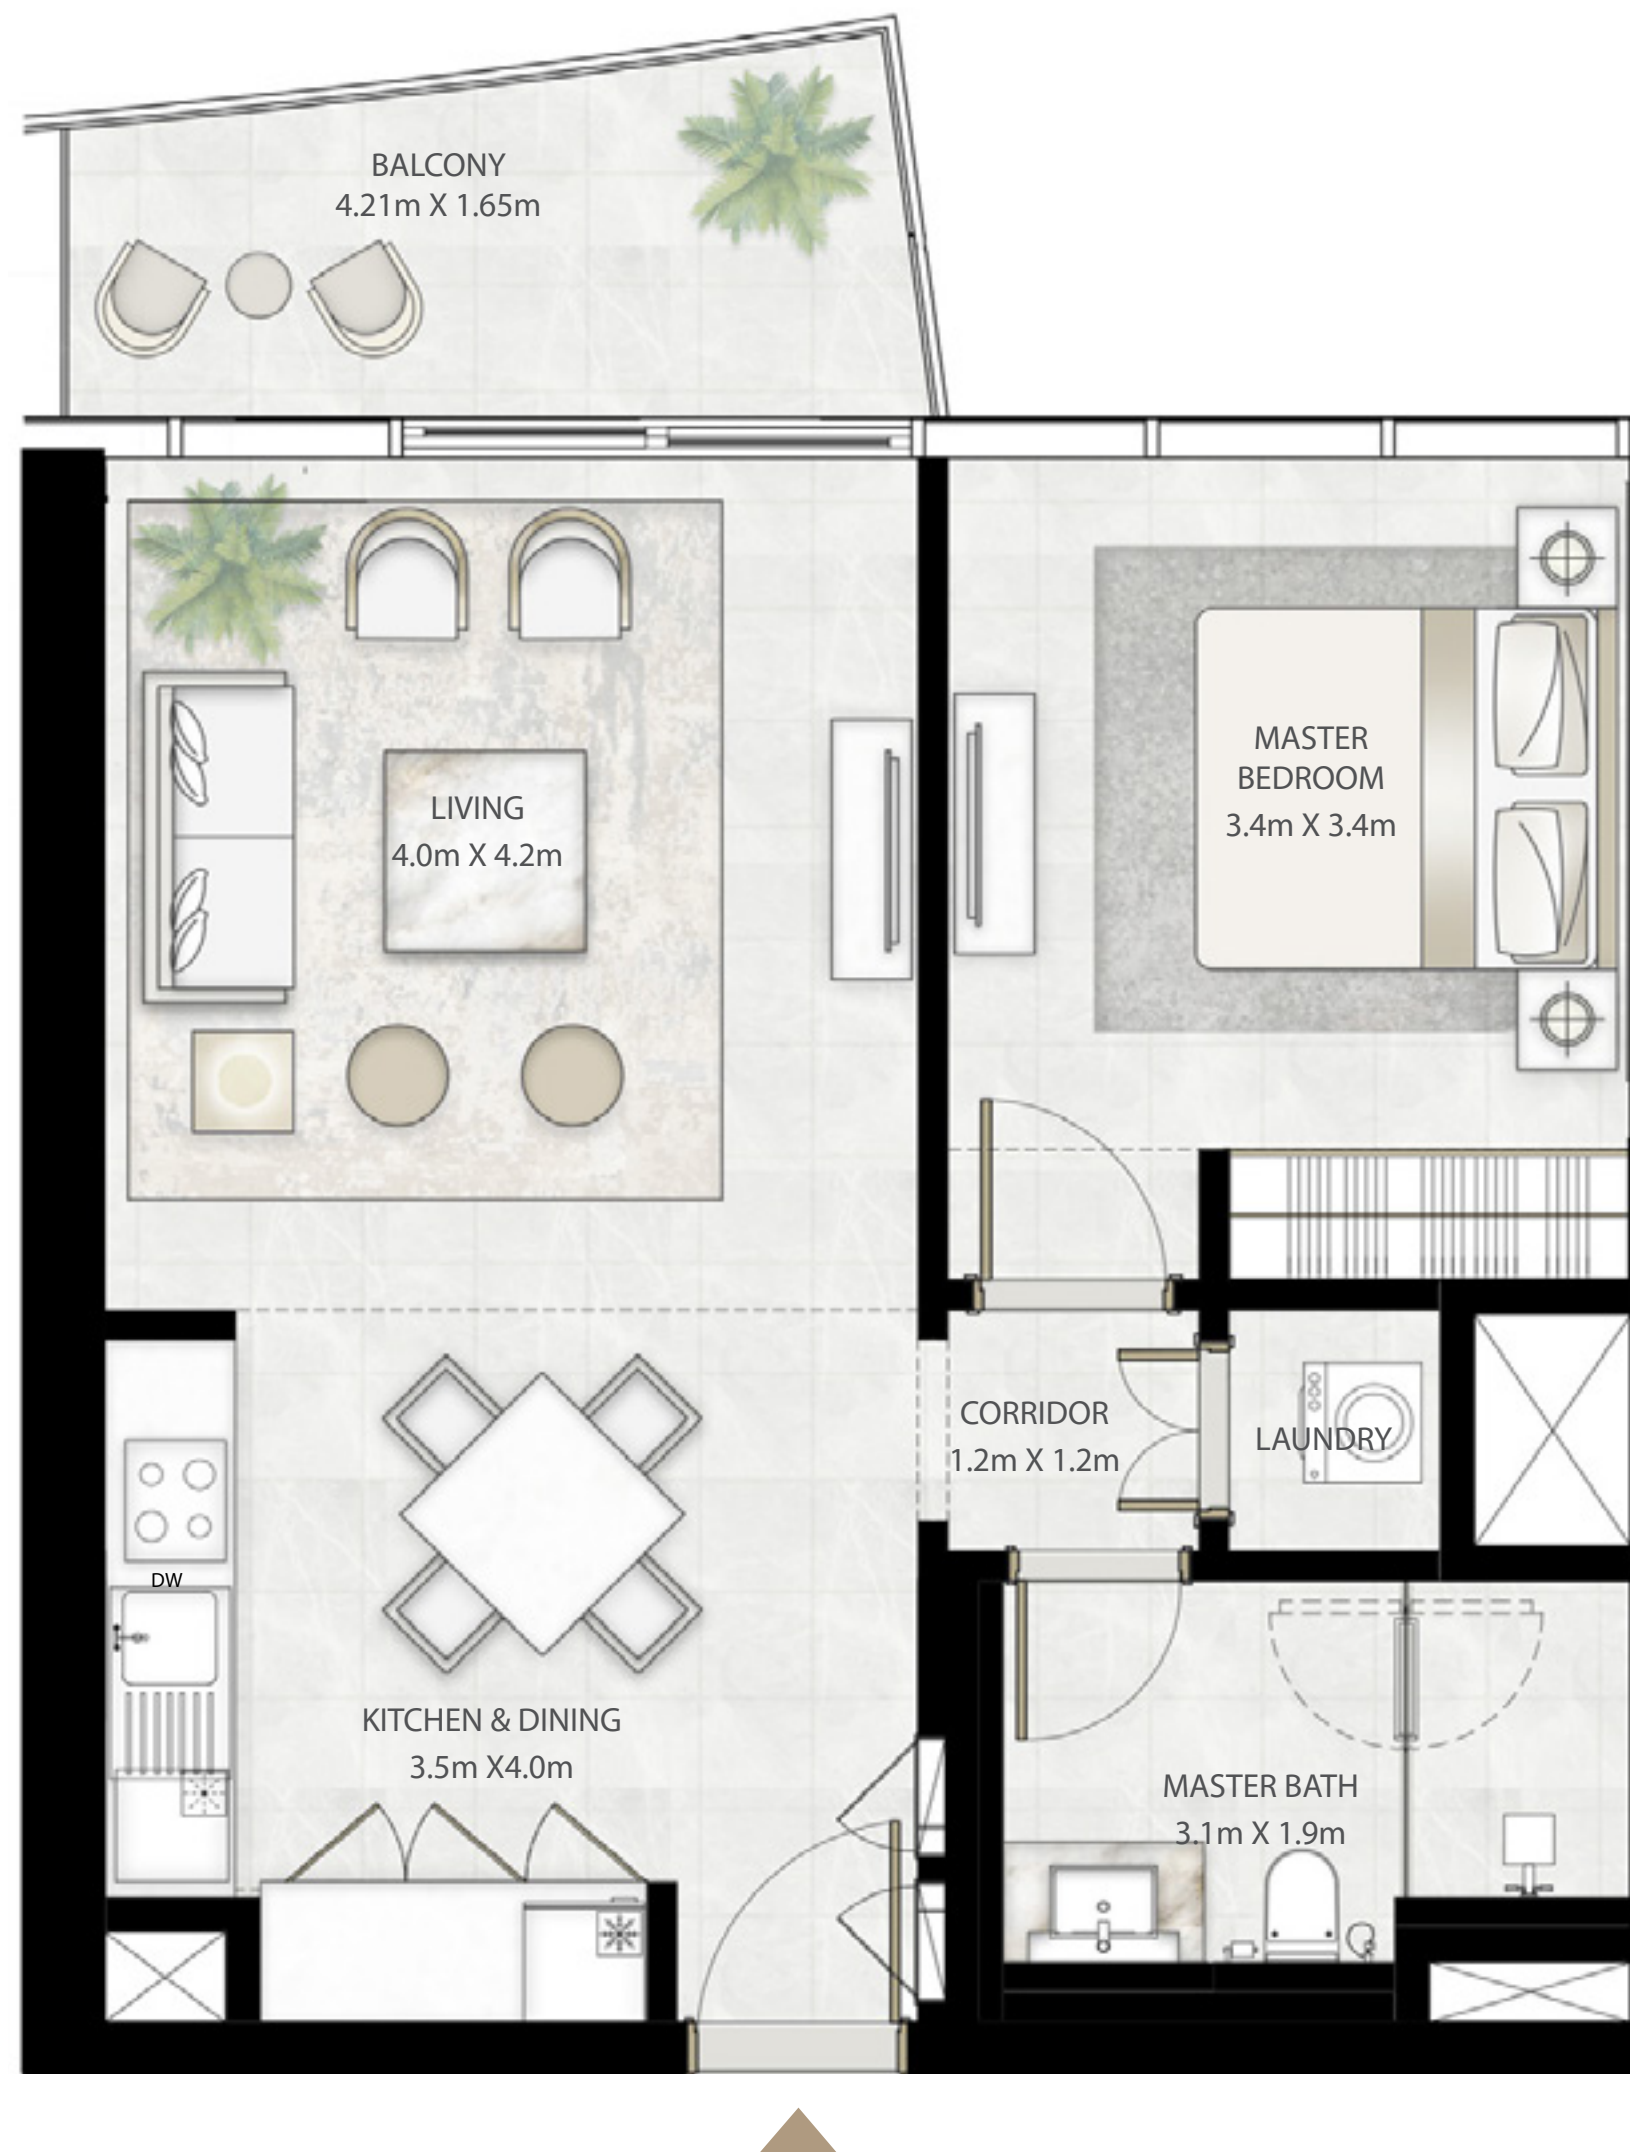 BALCONY
4.21m X 1.65m
MASTER
BEDROOM
3.4m X 3.4m
LIVING
4.0m X 4.2m
CORRIDOR
1.2m X 1.2m
LAUNDRY
DW
KITCHEN & DINING
3.5m X4.0m
MASTER BATH
3.1m X 1.9m